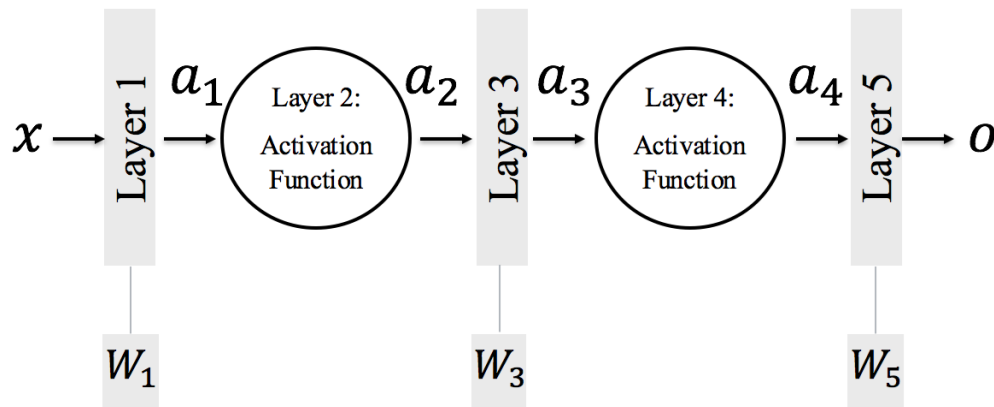 x
Layer 1
a₁
Layer 2:
Activation
Function
a₂
Layer 3
a₃
Layer 4:
Activation
Function
a₄
Layer 5
o
W₁
W₃
W₅